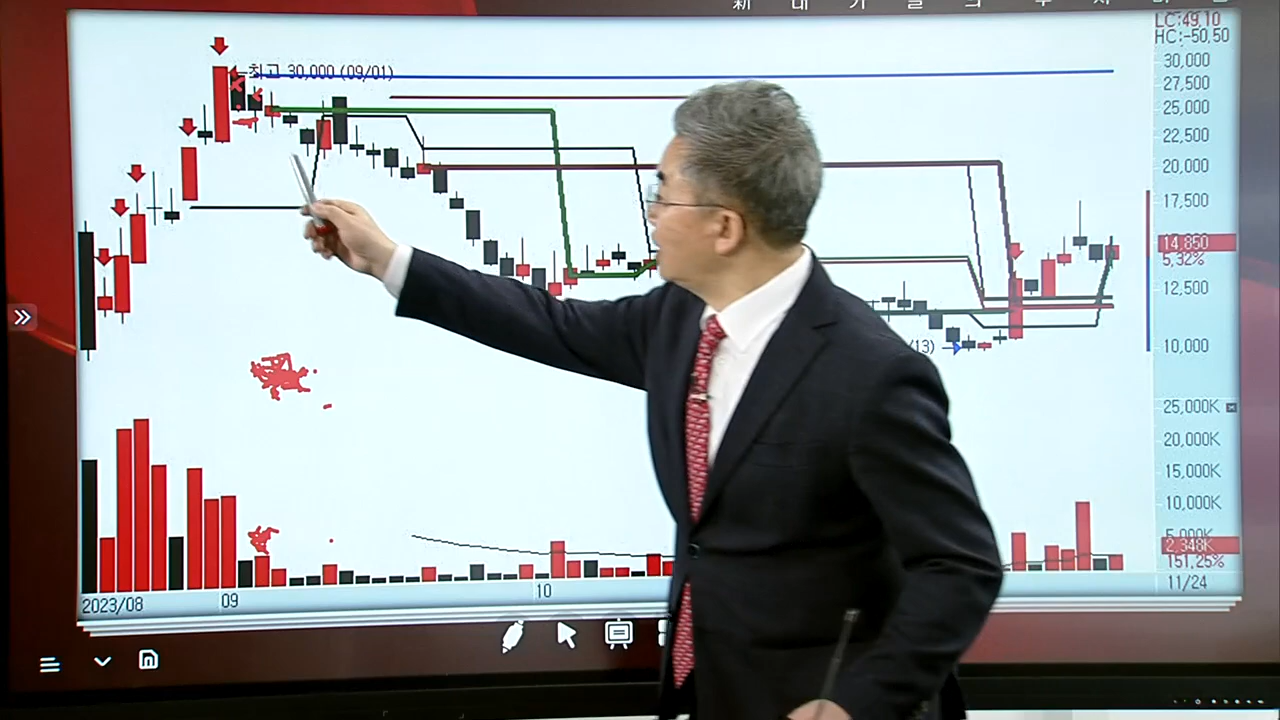 LC:49,10
HC:-50,50
최고 30,000 (09/01)
30,000
27,500
25,000
22,500
20,000
17,500
14,850
5,32%
12,500
/13)
10,000
25,000K
20,000K
15,000K
10,000K
5,000K
2,348K
151,25%
2023/08
09
10
11/24